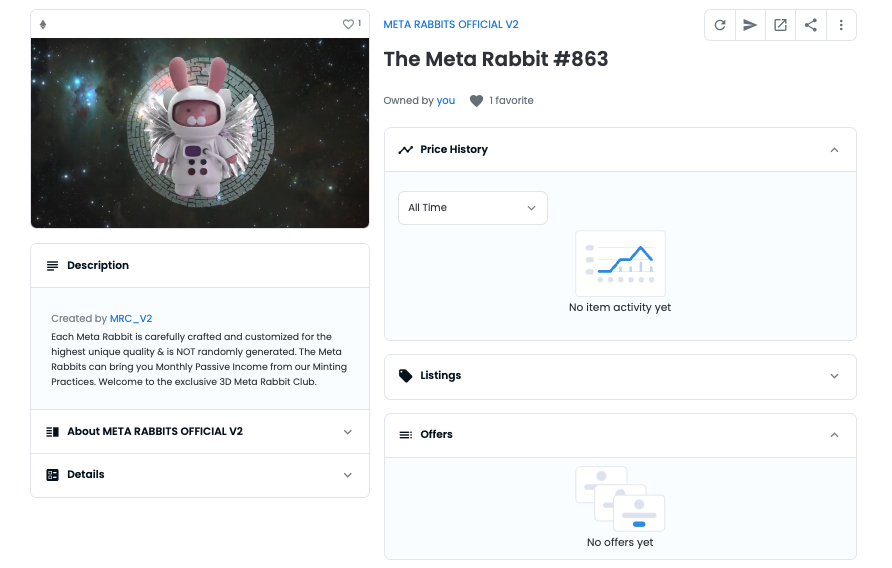 1
META RABBITS OFFICIAL V2
The Meta Rabbit #863
Owned by you
1 favorite
Price History
All Time
No item activity yet
Description
Created by MRC_V2
Each Meta Rabbit is carefully crafted and customized for the
highest unique quality & is NOT randomly generated. The Meta
Rabbits can bring you Monthly Passive Income from our Minting
Practices. Welcome to the exclusive 3D Meta Rabbit Club.
About META RABBITS OFFICIAL V2
Details
Listings
Offers
No offers yet